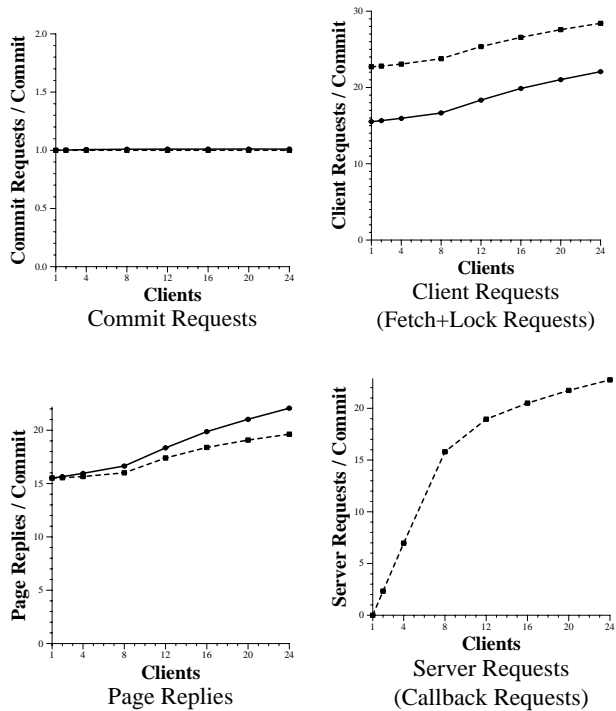 2.0
1.5
1.0
0.5
0.0
Commit Requests / Commit
1 4 8 12 16 20 24
Clients
Commit Requests
30
20
10
0
Client Requests / Commit
1 4 8 12 16 20 24
Clients
Client Requests
(Fetch+Lock Requests)
20
15
10
5
0
Page Replies / Commit
1 4 8 12 16 20 24
Clients
Page Replies
20
15
10
5
0
Server Requests / Commit
1 4 8 12 16 20 24
Clients
Server Requests
(Callback Requests)